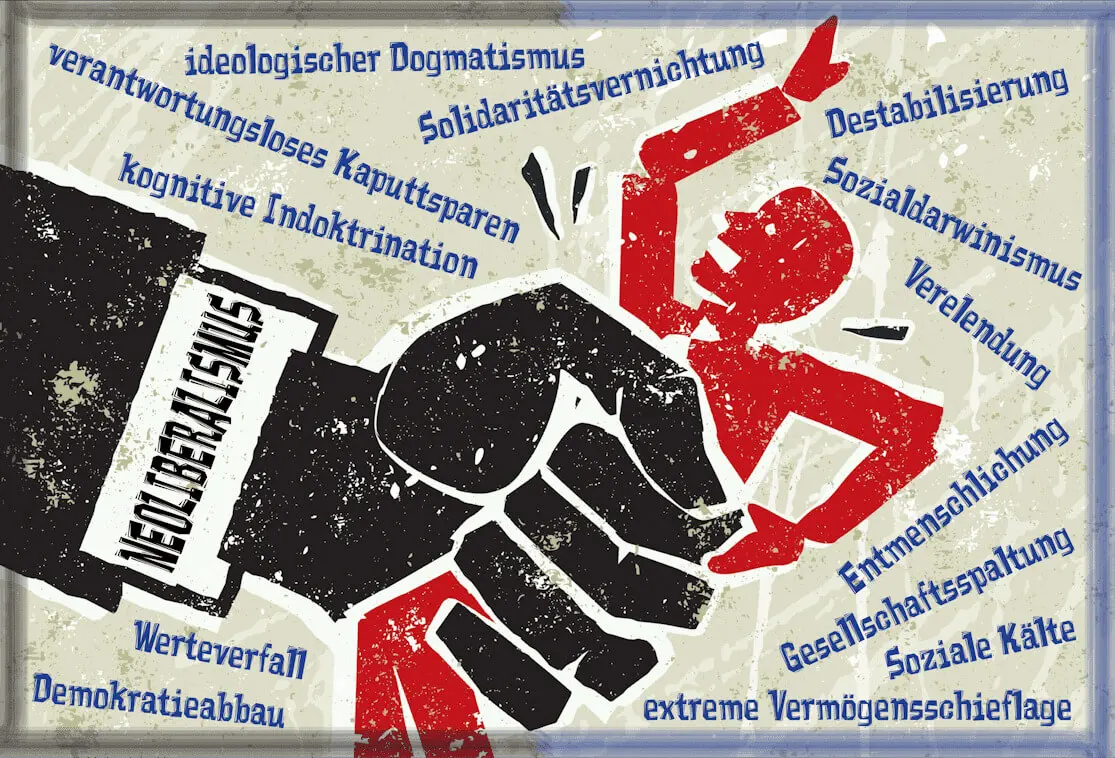 ideologischer Dogmatismus
verantwortungsloses Kaputtsparen
Solidaritätsvernichtung
kognitive Indoktrination
Destabilisierung
Sozialdarwinismus
Verelendung
NEOLIBERALISMUS
Entmenschlichung
Gesellschaftsspaltung
Soziale Kälte
extreme Vermögensschieflage
Werteverfall
Demokratieabbau